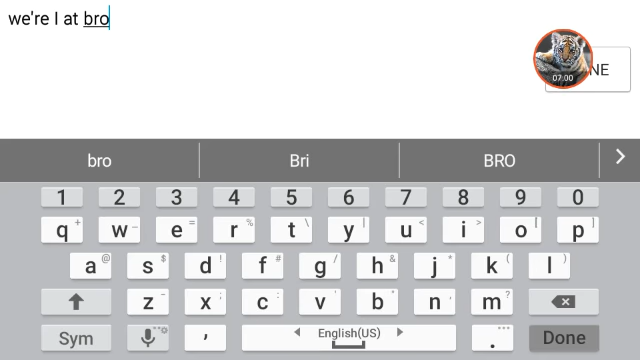 we're I at bro
07:00 NE
bro Bri BRO
1 2 3 4 5 6 7 8 9 0
q + w _ e = r % t \ y | u < i > o [ p ]
a @ s $ d ! f # g / h & j * k ( l )
z - x ; c : v ' b " n , m ?
Sym , English(US) . Done